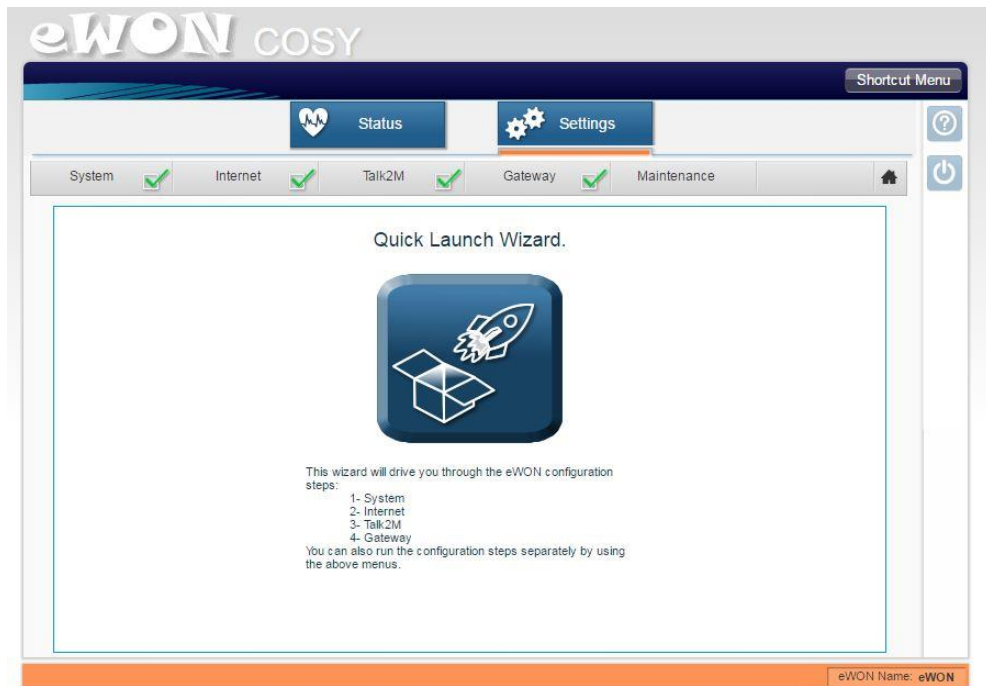 eWON COSY
Shortcut Menu
Status
Settings
System
Internet
Talk2M
Gateway
Maintenance
Quick Launch Wizard.
This wizard will drive you through the eWON configuration
steps:
1- System
2- Internet
3- Talk2M
4- Gateway
You can also run the configuration steps separately by using
the above menus.
eWON Name: eWON